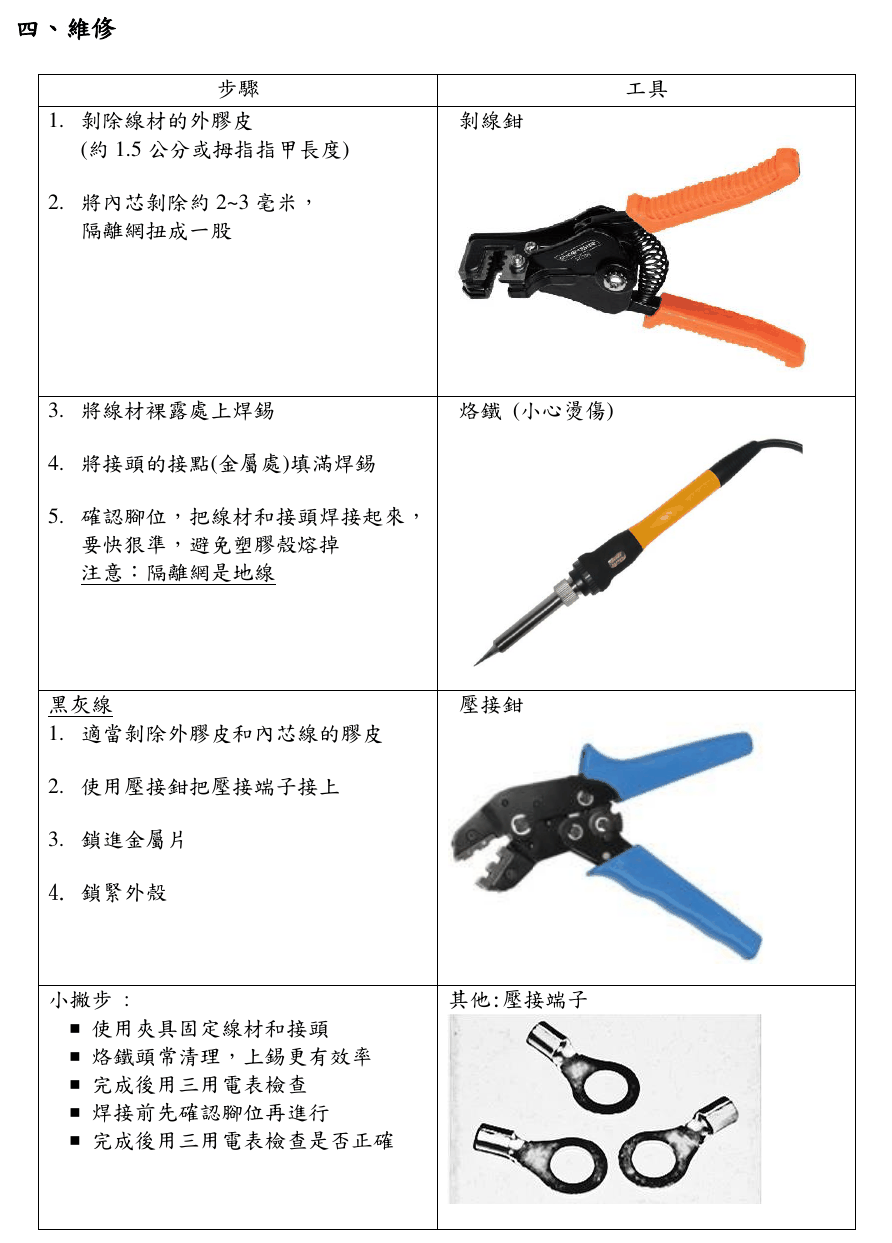 四、維修
步驟
工具
1. 剝除線材的外膠皮
(約 1.5 公分或拇指指甲長度)
2. 將內芯剝除約 2~3 毫米，
隔離網扭成一股
剝線鉗
3. 將線材裸露處上焊錫
4. 將接頭的接點(金屬處)填滿焊錫
5. 確認腳位，把線材和接頭焊接起來，
要快狠準，避免塑膠殼熔掉
注意：隔離網是地線
烙鐵 (小心燙傷)
黑灰線
1. 適當剝除外膠皮和內芯線的膠皮
2. 使用壓接鉗把壓接端子接上
3. 鎖進金屬片
4. 鎖緊外殼
壓接鉗
小撇步 :
■ 使用夾具固定線材和接頭
■ 烙鐵頭常清理，上錫更有效率
■ 完成後用三用電表檢查
■ 焊接前先確認腳位再進行
■ 完成後用三用電表檢查是否正確
其他:壓接端子